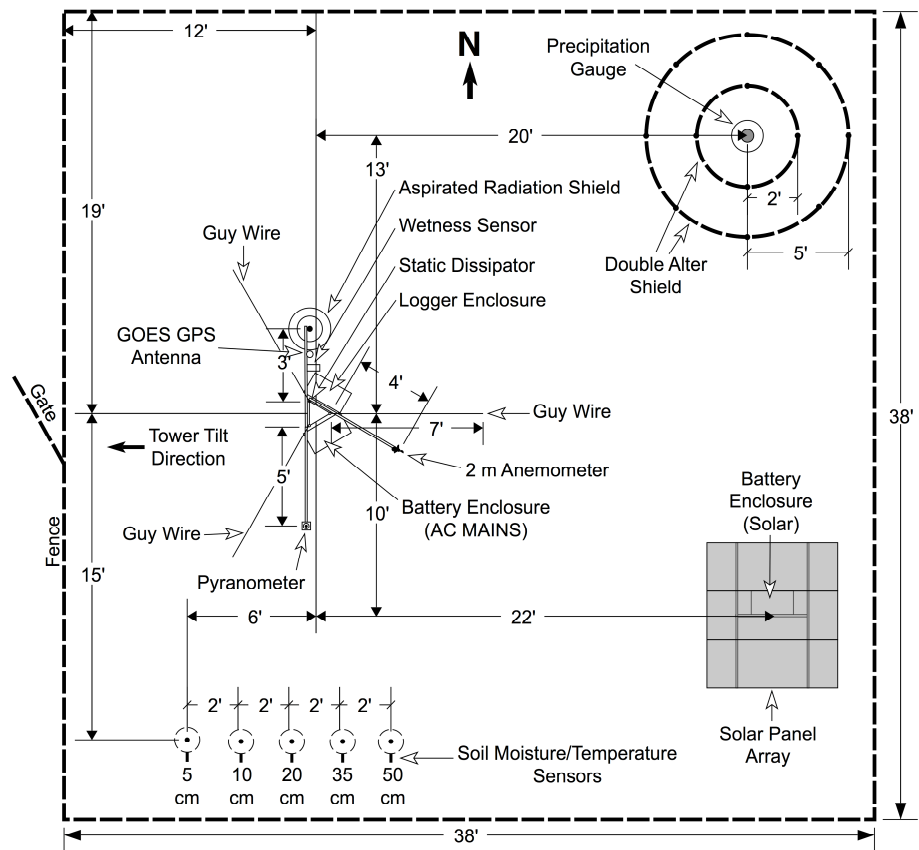 12'
N
Precipitation
Gauge
20'
13'
19'
Aspirated Radiation Shield
2'
Wetness Sensor
Guy Wire
5'
Static Dissipator
Double Alter
Shield
Logger Enclosure
GOES GPS
Antenna
3'
4'
Gate
Guy Wire
38'
7'
Tower Tilt
Direction
2 m Anemometer
5'
Battery
Enclosure
(Solar)
Battery Enclosure
(AC MAINS)
10'
Guy Wire
Fence
15'
Pyranometer
6'
22'
2'
2'
2'
2'
Solar Panel
Array
Soil Moisture/Temperature
Sensors
5
cm
10
cm
20
cm
35
cm
50
cm
38'